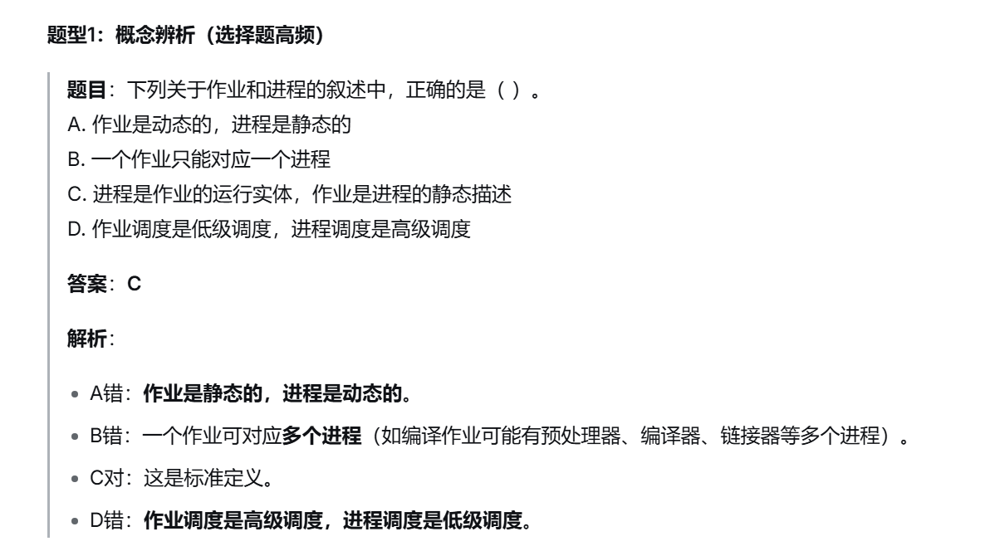 题型1：概念辨析（选择题高频）
题目：下列关于作业和进程的叙述中，正确的是（ ）。
A. 作业是动态的，进程是静态的
B. 一个作业只能对应一个进程
C. 进程是作业的运行实体，作业是进程的静态描述
D. 作业调度是低级调度，进程调度是高级调度
答案：C
解析：
A错：作业是静态的，进程是动态的。
B错：一个作业可对应多个进程（如编译作业可能有预处理器、编译器、链接器等多个进程）。
C对：这是标准定义。
D错：作业调度是高级调度，进程调度是低级调度。